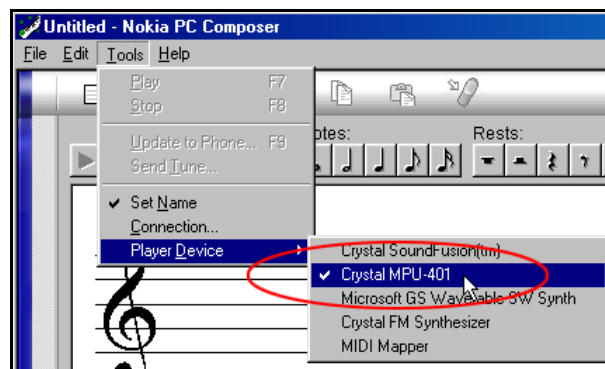 Untitled - Nokia PC Composer
File Edit Tools Help
Play F7
Stop F8
Update to Phone... F9
Send Tune...
otes: Rests:
Set Name
Connection...
Player Device
Crystal SoundFusion(tm)
Crystal MPU-401
Microsoft GS Wavetable SW Synth
Crystal FM Synthesizer
MIDI Mapper